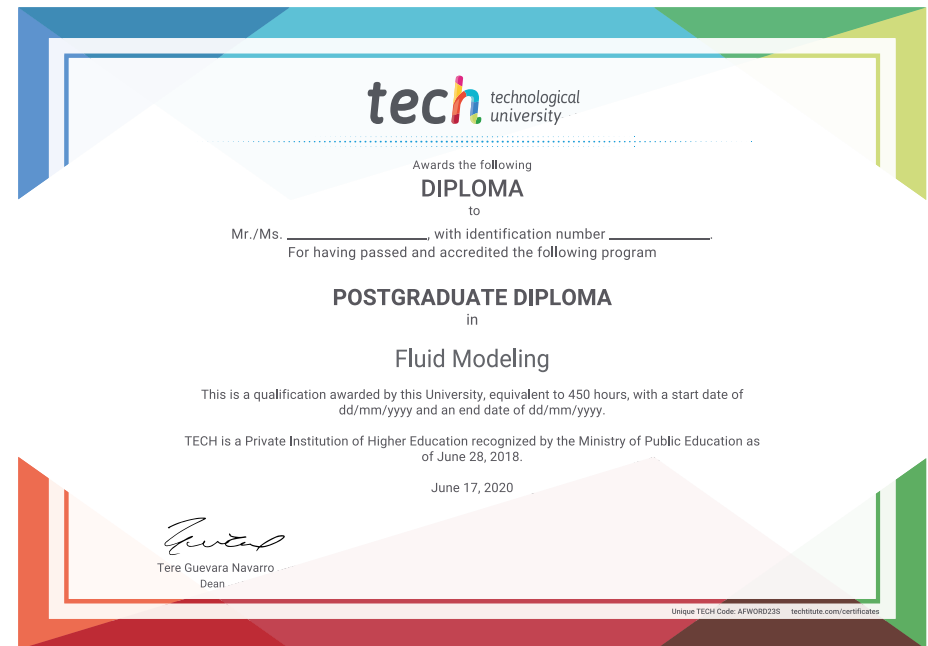 tech technological
university
Awards the following
DIPLOMA
to
Mr./Ms. ____________________, with identification number ______________.
For having passed and accredited the following program
POSTGRADUATE DIPLOMA
in
Fluid Modeling
This is a qualification awarded by this University, equivalent to 450 hours, with a start date of
dd/mm/yyyy and an end date of dd/mm/yyyy.
TECH is a Private Institution of Higher Education recognized by the Ministry of Public Education as
of June 28, 2018.
June 17, 2020
Tere Guevara Navarro
Dean
Unique TECH Code: AFWORD23S techtitute.com/certificates